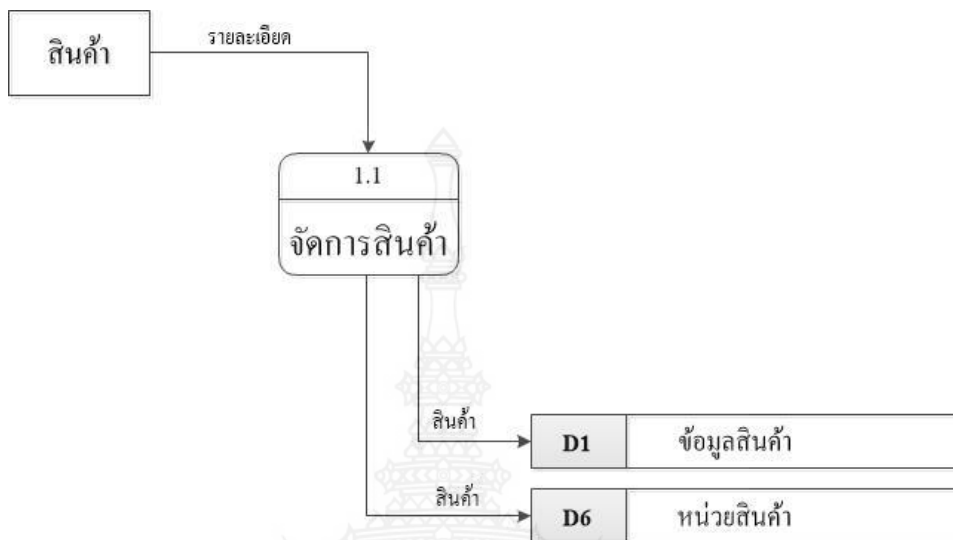 สินค้า
รายละเอียด
1.1
จัดการสินค้า
สินค้า
D1 ข้อมูลสินค้า
สินค้า
D6 หน่วยสินค้า